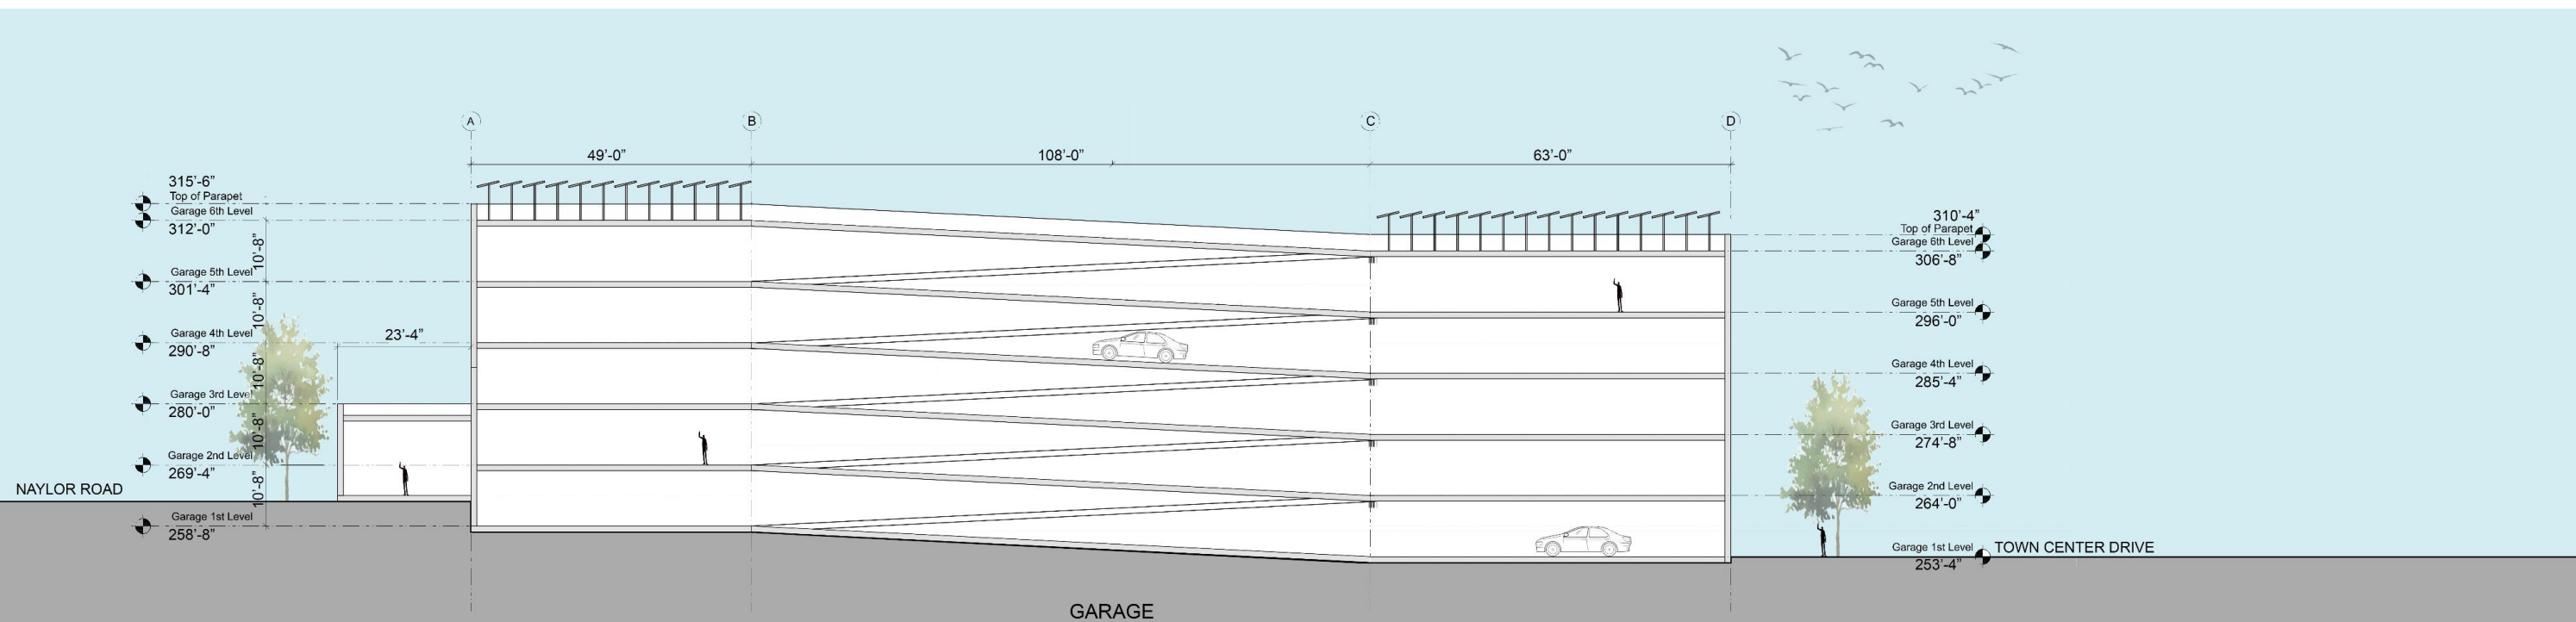 A
B
C
D
49'-0"
108'-0"
63'-0"
315'-6"
Top of Parapet
Garage 6th Level
312'-0"
10'-8"
Garage 5th Level
301'-4"
10'-8"
Garage 4th Level
290'-8"
10'-8"
Garage 3rd Level
280'-0"
10'-8"
Garage 2nd Level
269'-4"
10'-8"
Garage 1st Level
258'-8"
23'-4"
NAYLOR ROAD
310'-4"
Top of Parapet
Garage 6th Level
306'-8"
Garage 5th Level
296'-0"
Garage 4th Level
285'-4"
Garage 3rd Level
274'-8"
Garage 2nd Level
264'-0"
Garage 1st Level
253'-4"
TOWN CENTER DRIVE
GARAGE